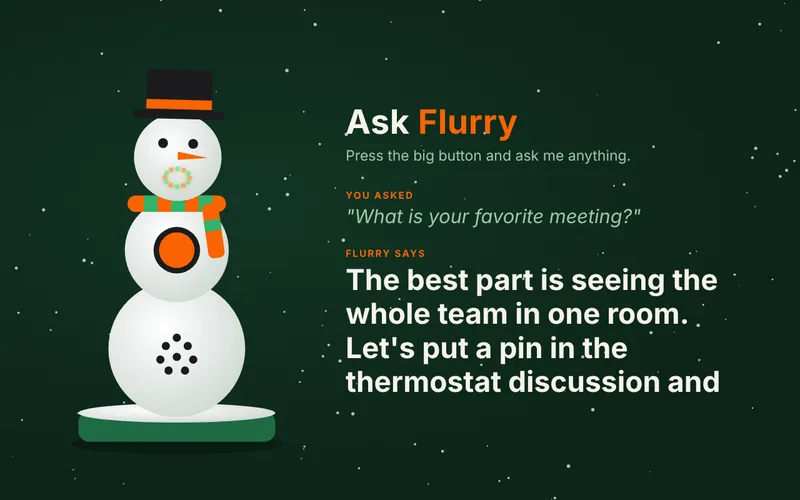 Ask Flurry
Press the big button and ask me anything.
YOU ASKED
"What is your favorite meeting?"
FLURRY SAYS
The best part is seeing the
whole team in one room.
Let's put a pin in the
thermostat discussion and